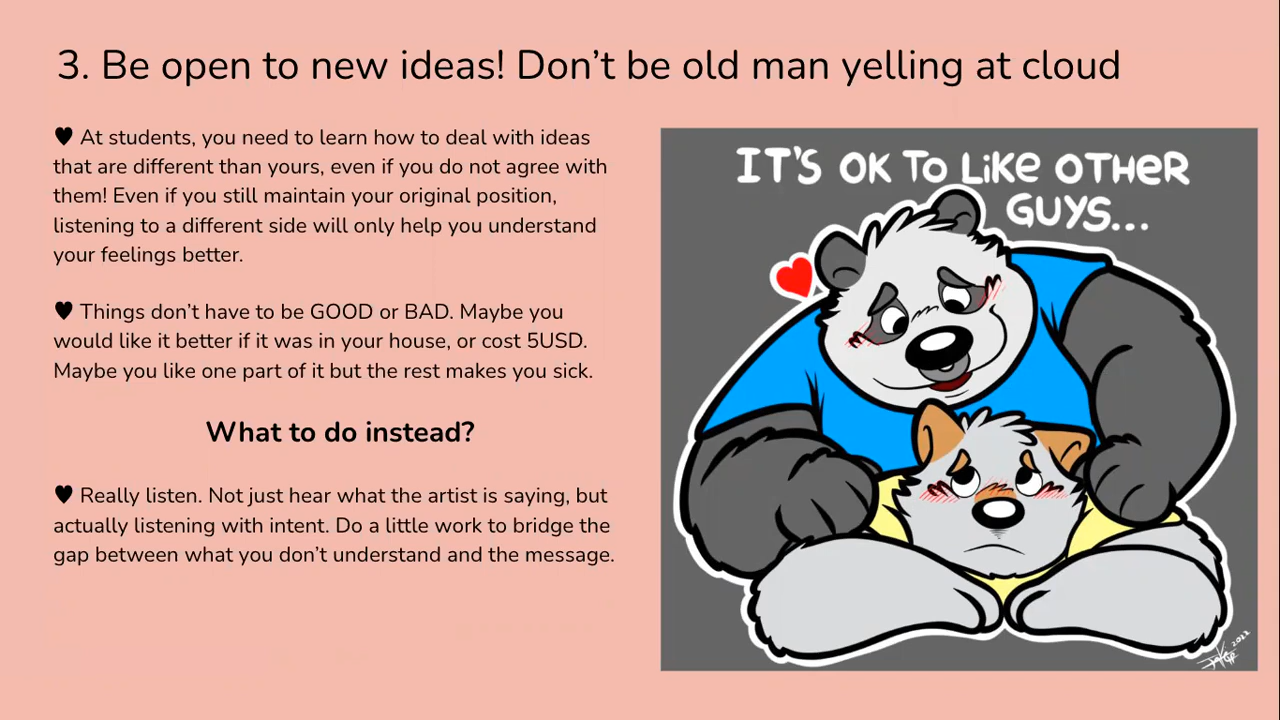 3. Be open to new ideas! Don't be old man yelling at cloud
♥ At students, you need to learn how to deal with ideas
that are different than yours, even if you do not agree with
them! Even if you still maintain your original position,
listening to a different side will only help you understand
your feelings better.
♥ Things don't have to be GOOD or BAD. Maybe you
would like it better if it was in your house, or cost 5USD.
Maybe you like one part of it but the rest makes you sick.
What to do instead?
♥ Really listen. Not just hear what the artist is saying, but
actually listening with intent. Do a little work to bridge the
gap between what you don't understand and the message.
IT'S OK TO LiKe OTHeR
GUYS...
2022